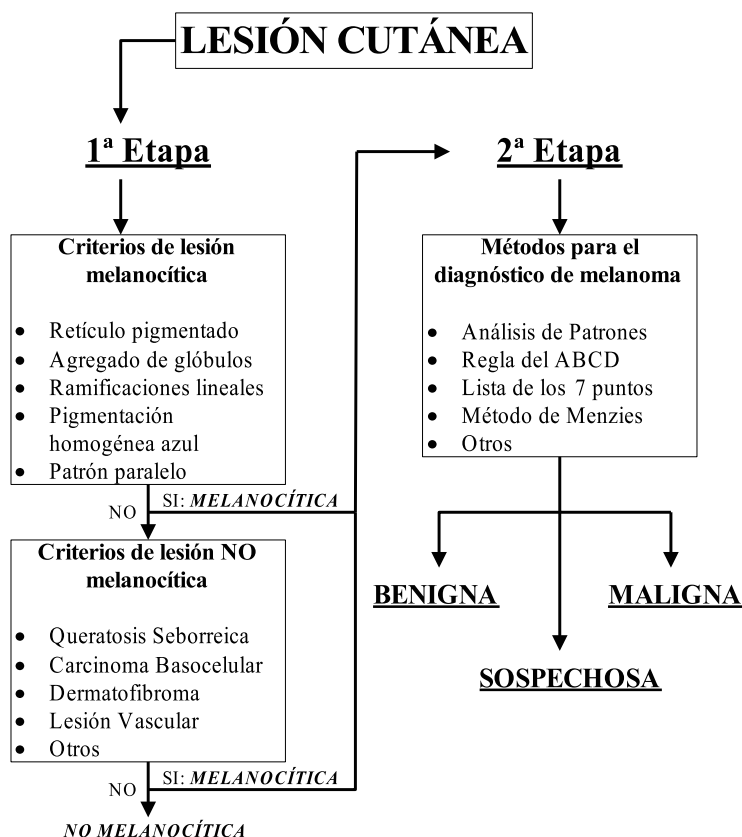 LESIÓN CUTÁNEA
1ª Etapa
Criterios de lesión
melanocítica
• Retículo pigmentado
• Agregado de glóbulos
• Ramificaciones lineales
• Pigmentación
homogénea azul
• Patrón paralelo
NO
SI: MELANOCÍTICA
Criterios de lesión NO
melanocítica
• Queratosis Seborreica
• Carcinoma Basocelular
• Dermatofibroma
• Lesión Vascular
• Otros
NO
SI: MELANOCÍTICA
NO MELANOCÍTICA
2ª Etapa
Métodos para el
diagnóstico de melanoma
• Análisis de Patrones
• Regla del ABCD
• Lista de los 7 puntos
• Método de Menzies
• Otros
BENIGNA
MALIGNA
SOSPECHOSA